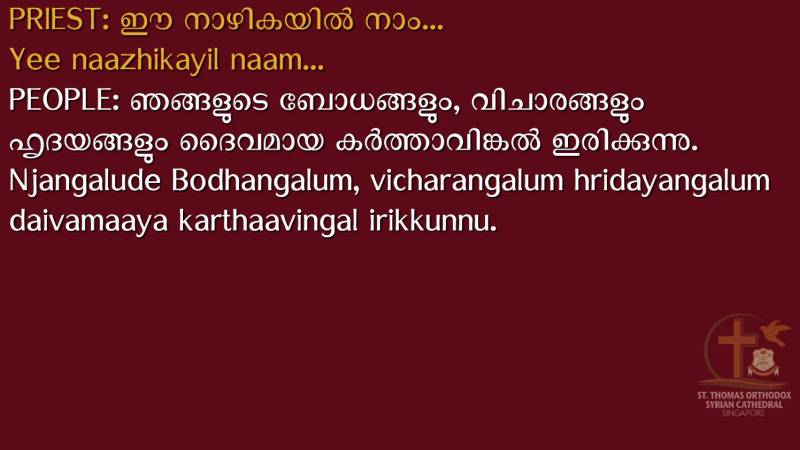 PRIEST: ഈ നാഴികയിൽ നാം...
Yee naazhikayil naam...
PEOPLE: ഞങ്ങളുടെ ബോധങ്ങളും, വിചാരങ്ങളും
ഹൃദയങ്ങളും ദൈവമായ കർത്താവിങ്കൽ ഇരിക്കുന്നു.
Njangalude Bodhangalum, vicharangalum hridayangalum
daivamaaya karthaavingal irikkunnu.
ST. THOMAS ORTHODOX
SYRIAN CATHEDRAL
SINGAPORE